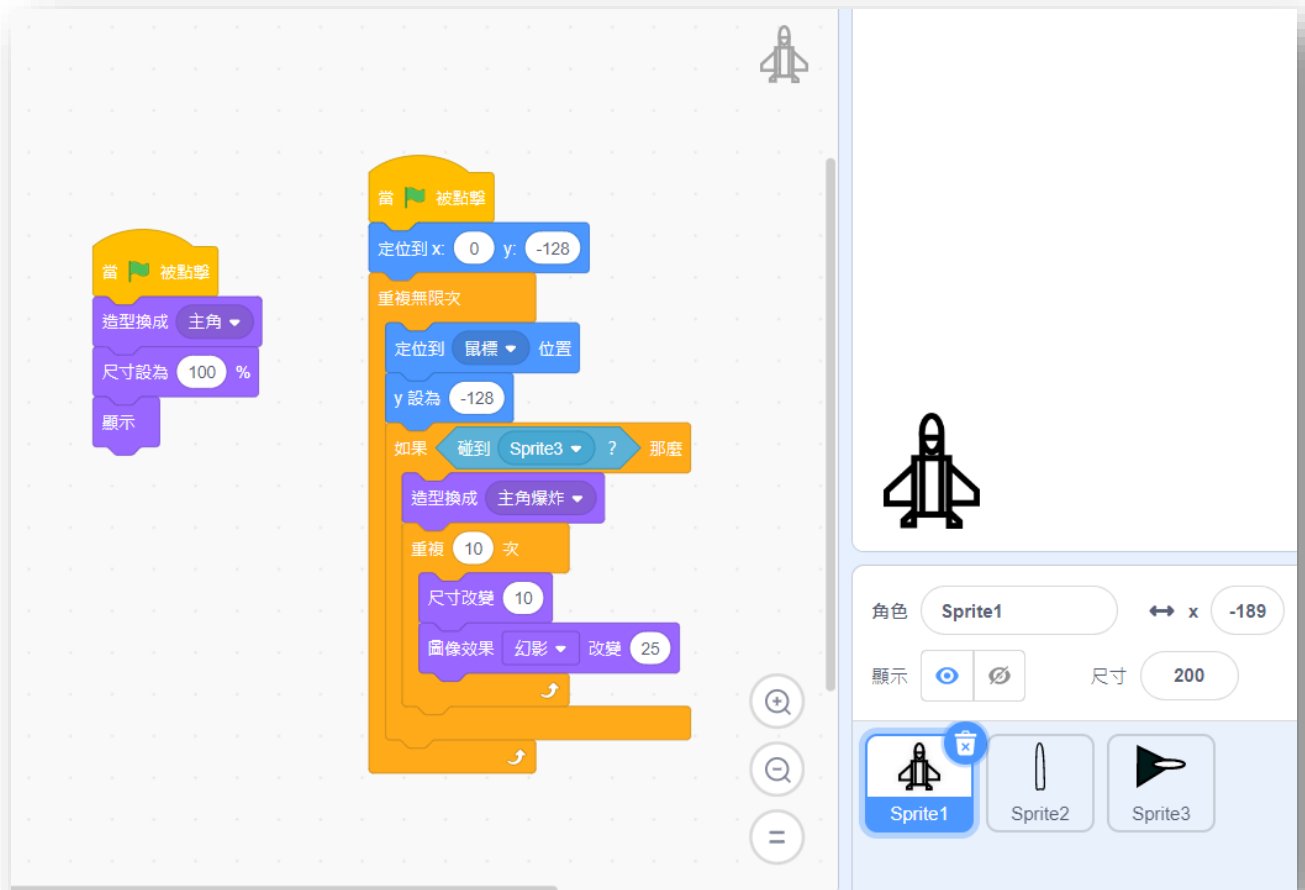 當 被點擊
造型換成 主角
尺寸設為 100 %
顯示
當 被點擊
定位到 x: 0 y: -128
重複無限次
定位到 鼠標 位置
y 設為 -128
如果 碰到 Sprite3 ? 那麼
造型換成 主角爆炸
重複 10 次
尺寸改變 10
圖像效果 幻影 改變 25
角色 Sprite1 x -189
顯示 尺寸 200
Sprite1 Sprite2 Sprite3